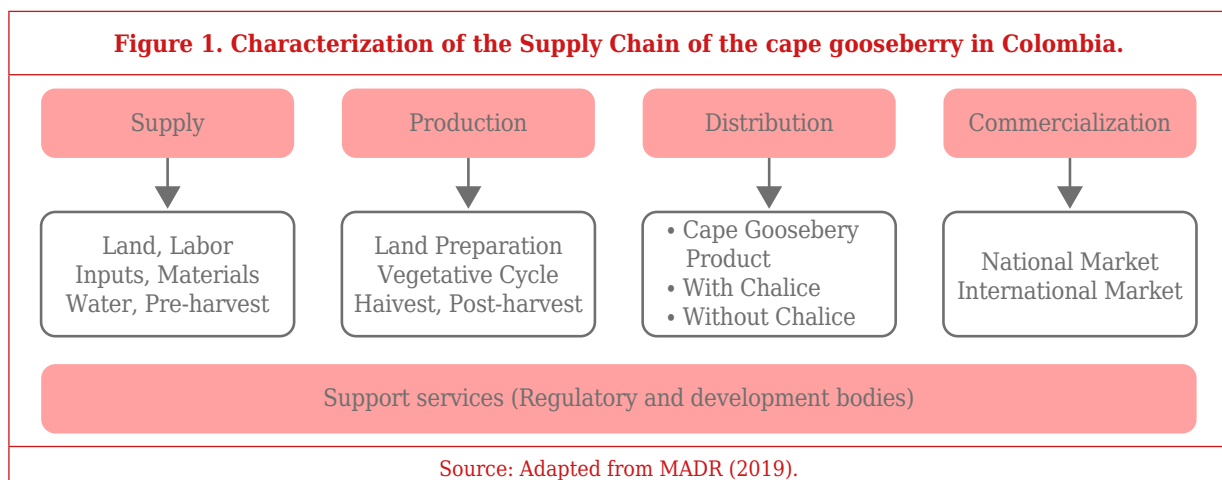 Figure 1. Characterization of the Supply Chain of the cape gooseberry in Colombia.
Supply
Production
Distribution
Commercialization
Land, Labor
Inputs, Materials
Water, Pre-harvest
Land Preparation
Vegetative Cycle
Haivest, Post-harvest
• Cape Goosebery
Product
• With Chalice
• Without Chalice
National Market
International Market
Support services (Regulatory and development bodies)
Source: Adapted from MADR (2019).